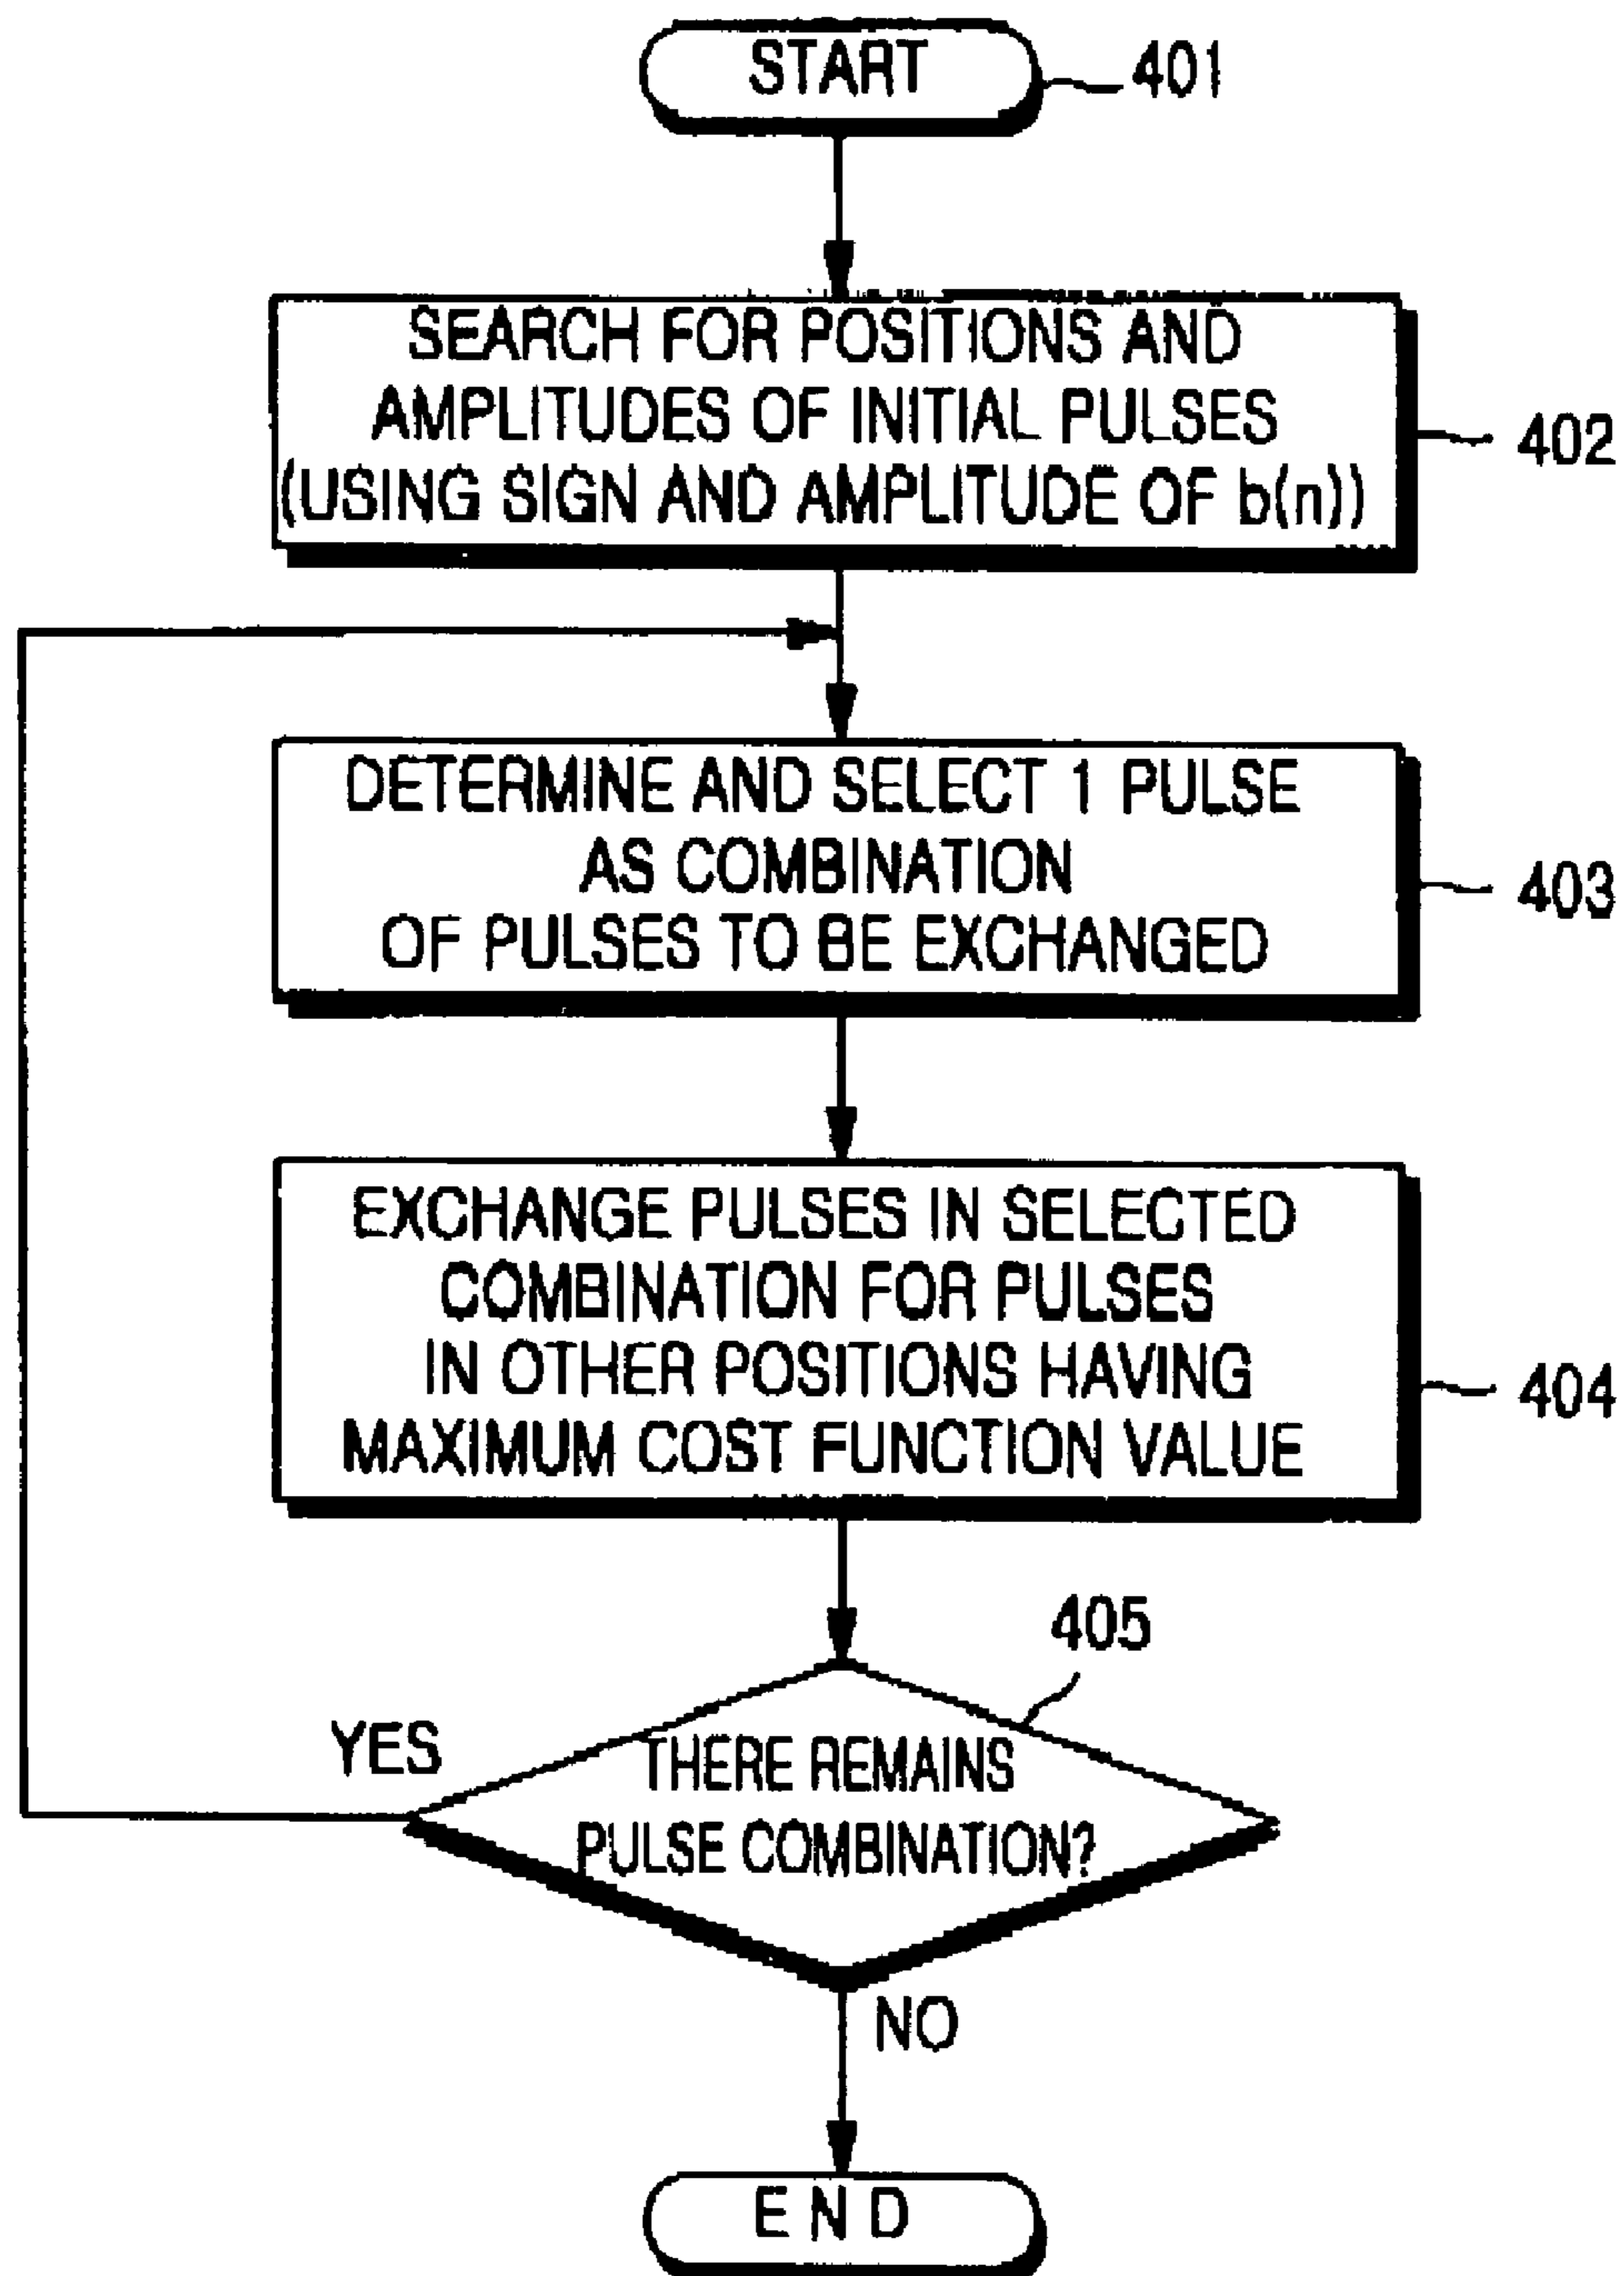 START
401
SEARCH FOR POSITIONS AND
AMPLITUDES OF INITIAL PULSES
(USING SIGN AND AMPLITUDE OF b(n))
402
DETERMINE AND SELECT 1 PULSE
AS COMBINATION
OF PULSES TO BE EXCHANGED
403
EXCHANGE PULSES IN SELECTED
COMBINATION FOR PULSES
IN OTHER POSITIONS HAVING
MAXIMUM COST FUNCTION VALUE
404
405
YES
THERE REMAINS
PULSE COMBINATION?
NO
END